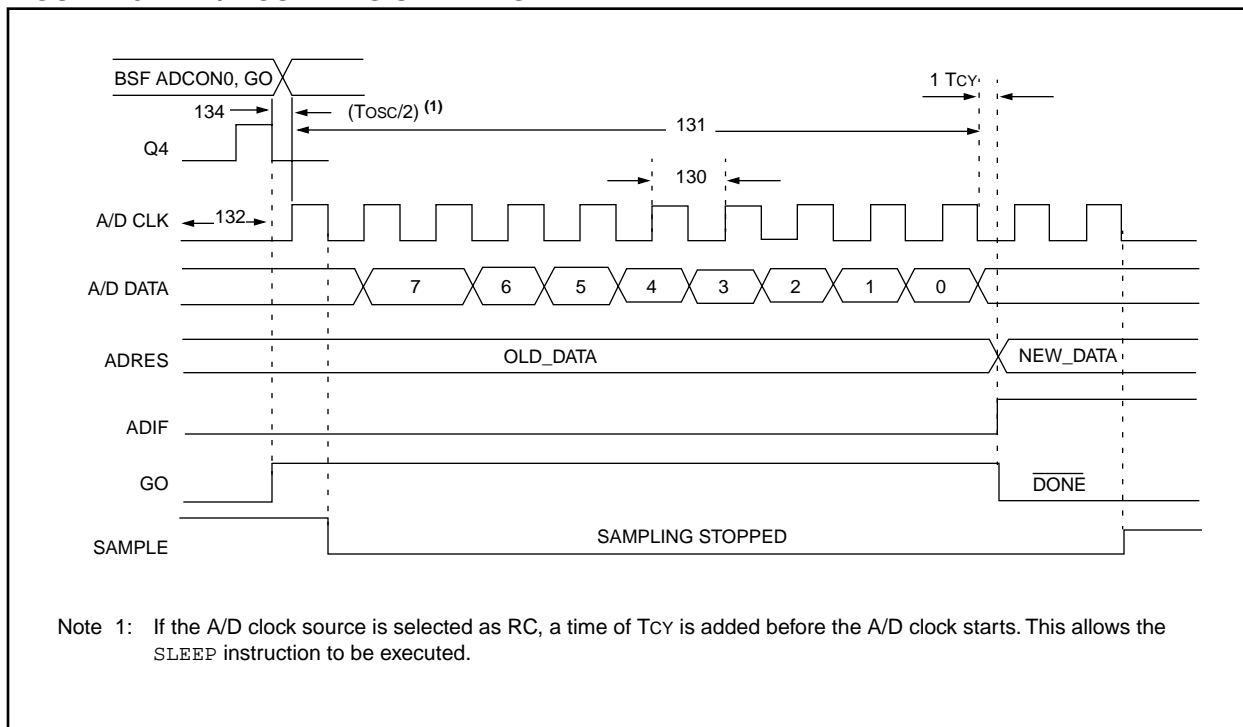 BSF ADCON0, GO
1 TCY
134
(TOSC/2) (1)
131
Q4
130
A/D CLK
132
A/D DATA
7 6 5 4 3 2 1 0
ADRES
OLD_DATA
NEW_DATA
ADIF
GO
DONE
SAMPLE
SAMPLING STOPPED
Note 1: If the A/D clock source is selected as RC, a time of TCY is added before the A/D clock starts. This allows the
SLEEP instruction to be executed.